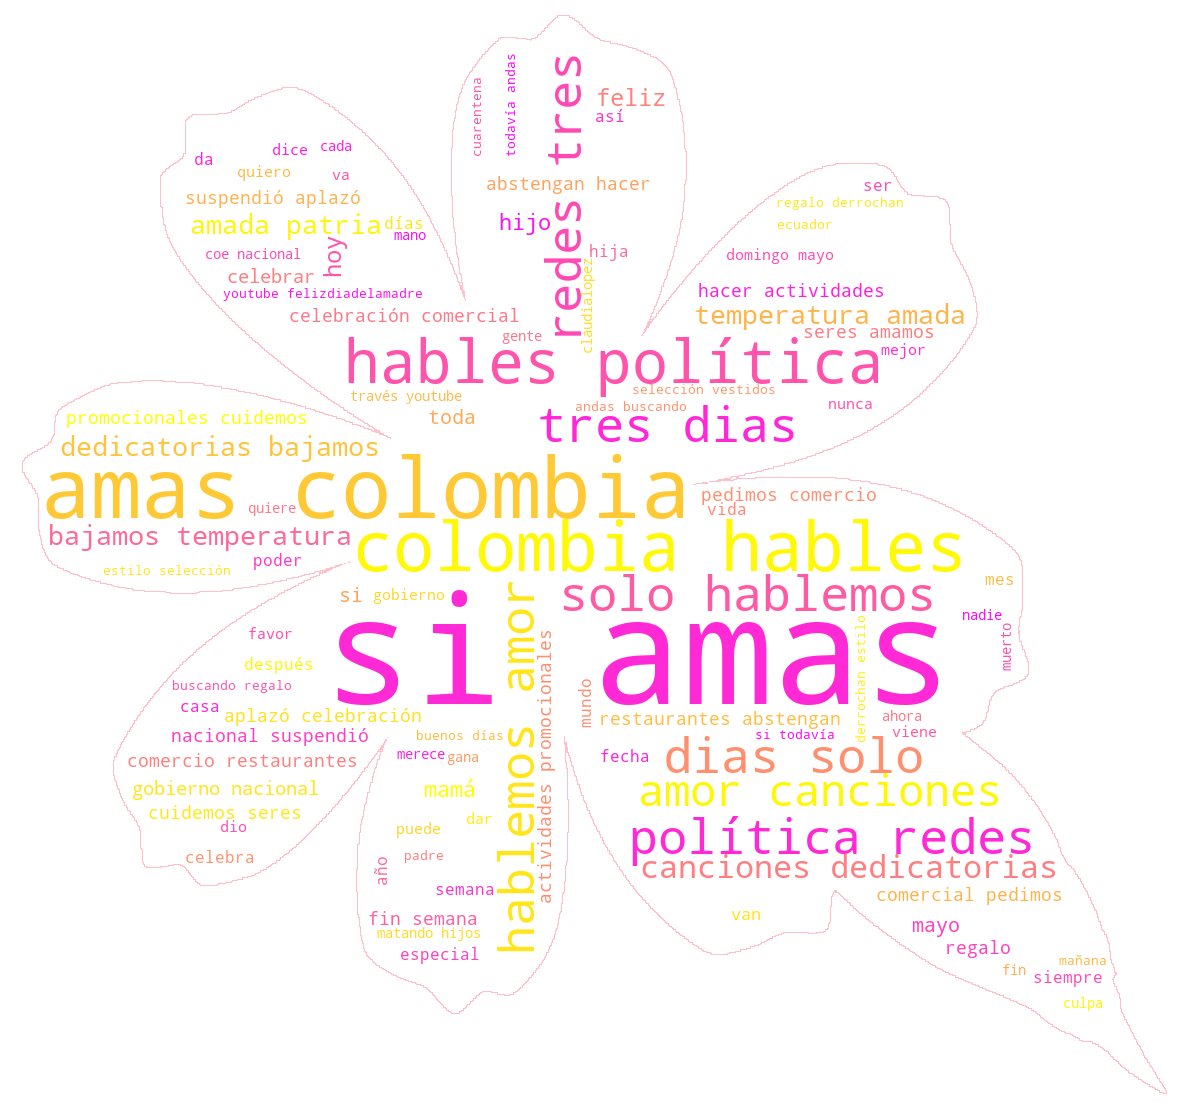 cuarentena
todavía andas
redes tres
feliz
así
abstengan hacer
hijo
hija
claudialopez
gente
da
dice
cada
quiero
va
suspendió aplazó
amada patria
días
mano
hoy
coe nacional
celebrar
youtube felizdiadelamadre
celebración comercial
ser
regalo derrochan
ecuador
domingo mayo
hacer actividades
temperatura amada
seres amamos
mejor
hables política
selección vestidos
través youtube
andas buscando
nunca
toda
tres dias
promocionales cuidemos
dedicatorias bajamos
amas colombia
quiere
bajamos temperatura
poder
estilo selección
pedimos comercio
vida
colombia hables
solo hablemos
mes
nadie
muerto
si
gobierno
si amas
hablemos amor
actividades promocionales
mundo
derrochan estilo
favor
después
buscando regalo
casa
aplazó celebración
nacional suspendió
comercio restaurantes
gobierno nacional
cuidemos seres
dio
celebra
buenos días
merece
gana
mamá
dar
puede
padre
año
semana
fin semana
matando hijos
especial
restaurantes abstengan
ahora
si todavía
viene
fecha
dias solo
amor canciones
política redes
canciones dedicatorias
comercial pedimos
van
mayo
regalo
mañana
fin
siempre
culpa